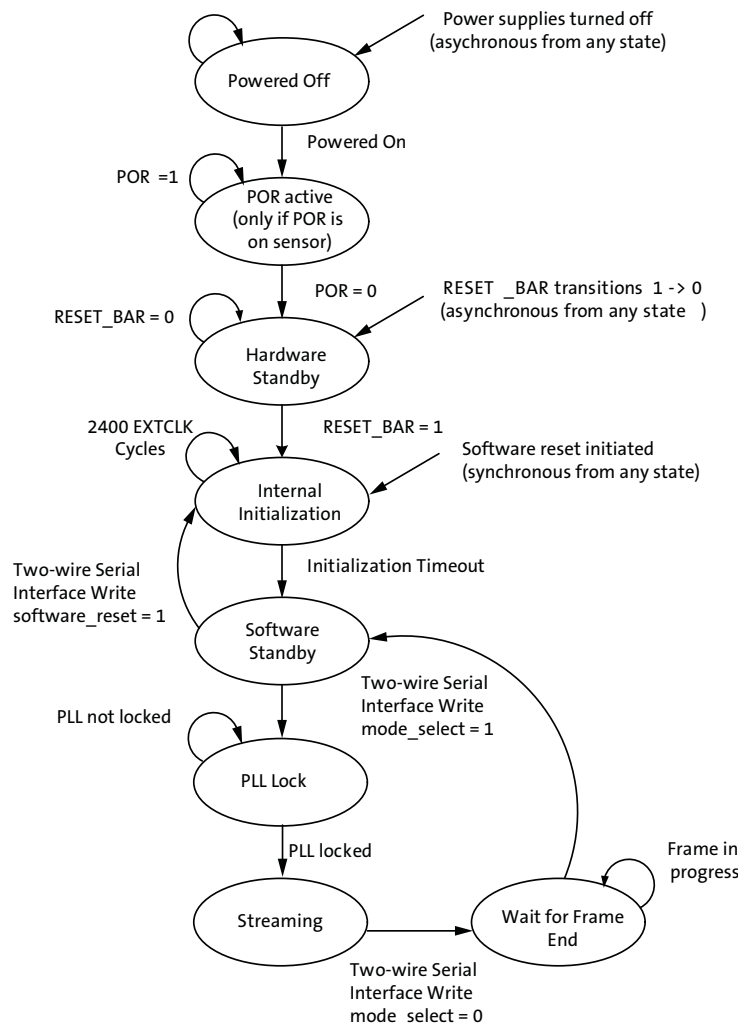 Power supplies turned off
(asychronous from any state)
Powered Off
Powered On
POR =1
POR active
(only if POR is
on sensor)
POR = 0
RESET _BAR transitions 1 -> 0
(asynchronous from any state )
RESET_BAR = 0
Hardware
Standby
2400 EXTCLK
Cycles
RESET_BAR = 1
Software reset initiated
(synchronous from any state)
Internal
Initialization
Initialization Timeout
Two-wire Serial
Interface Write
software_reset = 1
Software
Standby
Two-wire Serial
Interface Write
mode_select = 1
PLL not locked
PLL Lock
PLL locked
Frame in
progress
Streaming
Wait for Frame
End
Two-wire Serial
Interface Write
mode select = 0